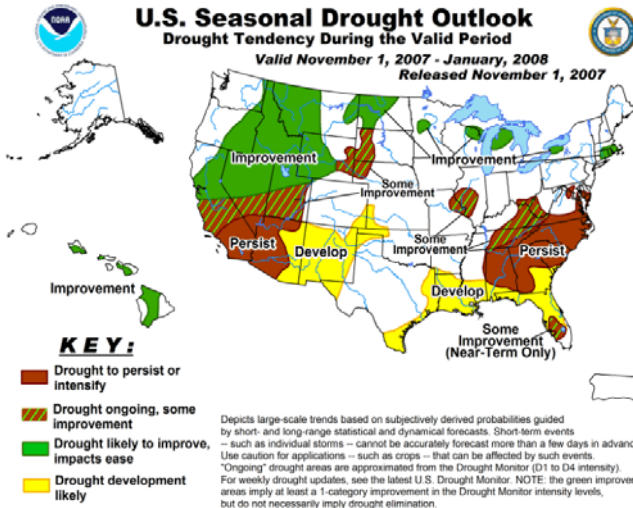 NOAA
U.S. Seasonal Drought Outlook
Drought Tendency During the Valid Period
Valid November 1, 2007 - January, 2008
Released November 1, 2007
Improvement
Improvement
Some
Improvement
Persist
Develop
Some
Improvement
Persist
Develop
Improvement
Some
Improvement
(Near-Term Only)
KEY:
Drought to persist or
intensify
Drought ongoing, some
improvement
Drought likely to improve,
impacts ease
Drought development
likely
Depicts large-scale trends based on subjectively derived probabilities guided
by short- and long-range statistical and dynamical forecasts. Short-term events
-- such as individual storms -- cannot be accurately forecast more than a few days in advanc
Use caution for applications -- such as crops -- that can be affected by such events.
"Ongoing" drought areas are approximated from the Drought Monitor (D1 to D4 intensity).
For weekly drought updates, see the latest U.S. Drought Monitor. NOTE: the green improver
areas imply at least a 1-category improvement in the Drought Monitor intensity levels,
but do not necessarily imply drought elimination.